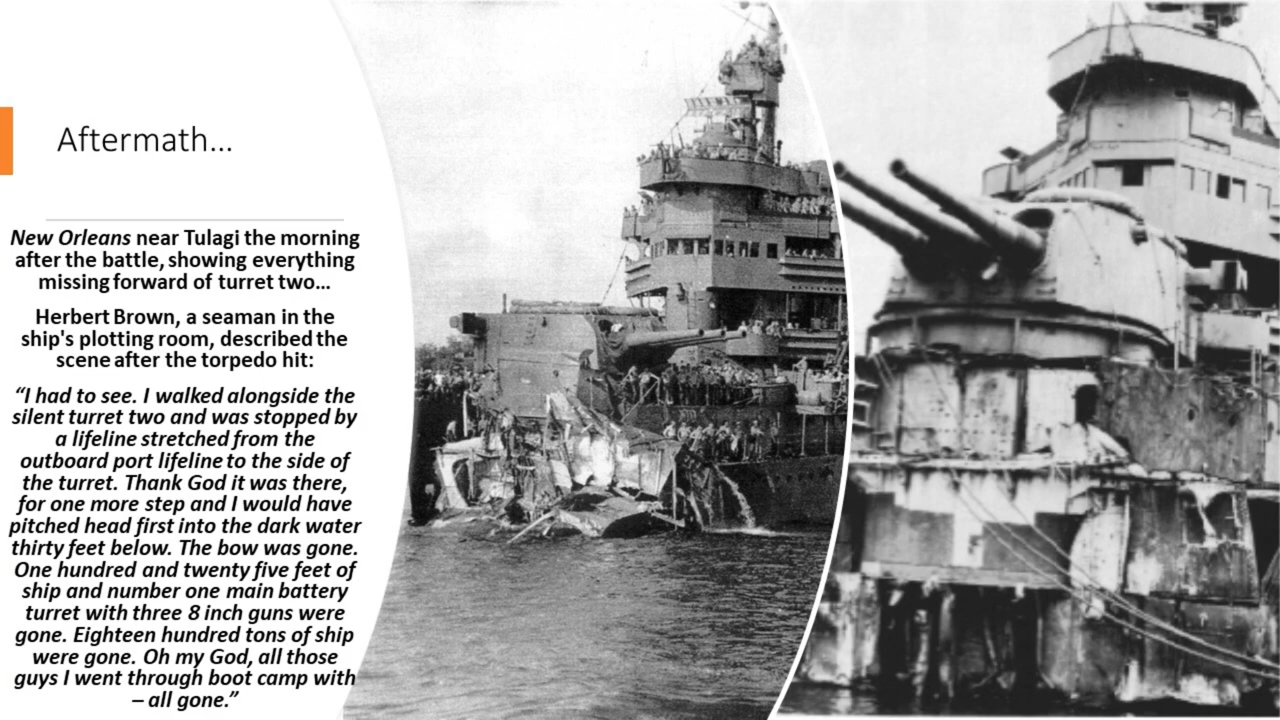 Aftermath...
New Orleans near Tulagi the morning
after the battle, showing everything
missing forward of turret two...
Herbert Brown, a seaman in the
ship's plotting room, described the
scene after the torpedo hit:
“I had to see. I walked alongside the
silent turret two and was stopped by
a lifeline stretched from the
outboard port lifeline to the side of
the turret. Thank God it was there,
for one more step and I would have
pitched head first into the dark water
thirty feet below. The bow was gone.
One hundred and twenty five feet of
ship and number one main battery
turret with three 8 inch guns were
gone. Eighteen hundred tons of ship
were gone. Oh my God, all those
guys I went through boot camp with
– all gone.”